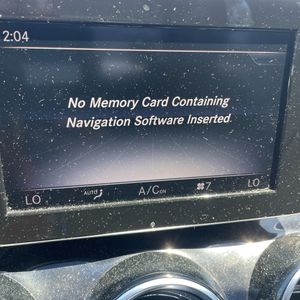 2:04
No Memory Card Containing
Navigation Software Inserted.
LO AUTO A/C ON 7 LO